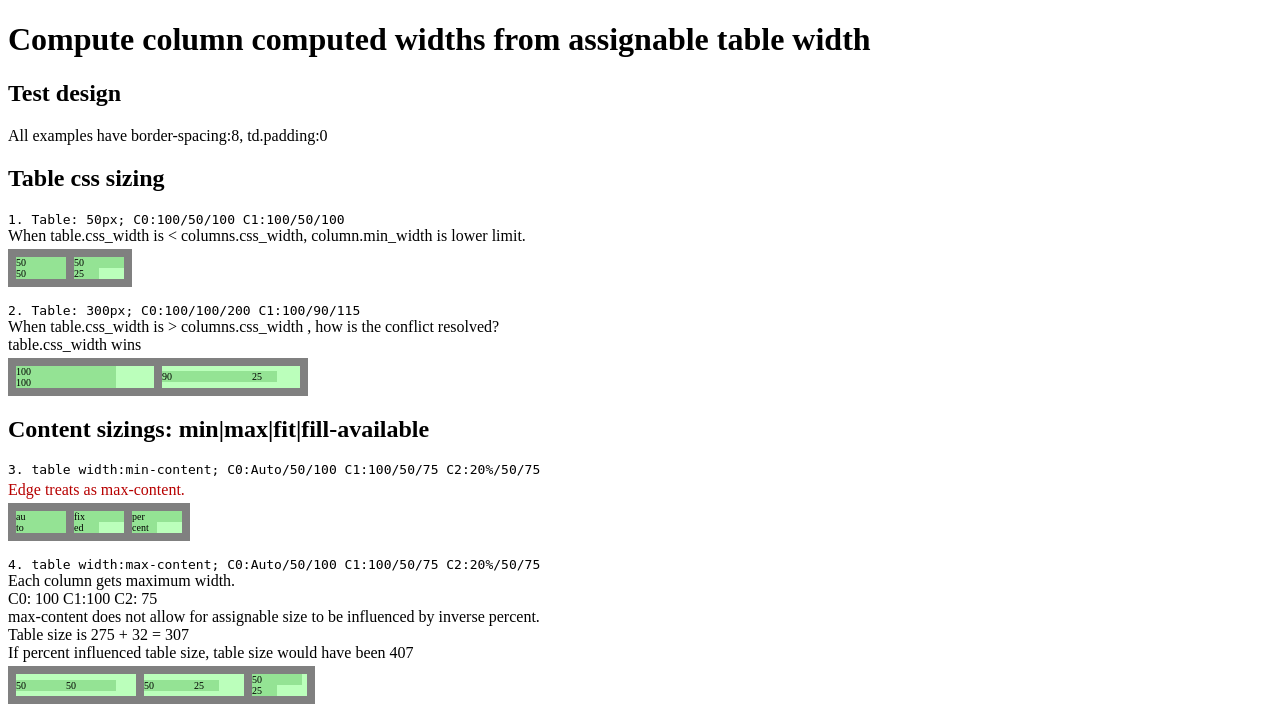 Compute column computed widths from assignable table width
Test design
All examples have border-spacing:8, td.padding:0
Table css sizing
1. Table: 50px; C0:100/50/100 C1:100/50/100
When table.css_width is < columns.css_width, column.min_width is lower limit.
50 50
50 25
2. Table: 300px; C0:100/100/200 C1:100/90/115
When table.css_width is > columns.css_width , how is the conflict resolved?
table.css_width wins
100
100 90 25
Content sizings: min|max|fit|fill-available
3. table width:min-content; C0:Auto/50/100 C1:100/50/75 C2:20%/50/75
Edge treats as max-content.
au fix per
to ed cent
4. table width:max-content; C0:Auto/50/100 C1:100/50/75 C2:20%/50/75
Each column gets maximum width.
C0: 100 C1:100 C2: 75
max-content does not allow for assignable size to be influenced by inverse percent.
Table size is 275 + 32 = 307
If percent influenced table size, table size would have been 407
50 50 50 25 50
25